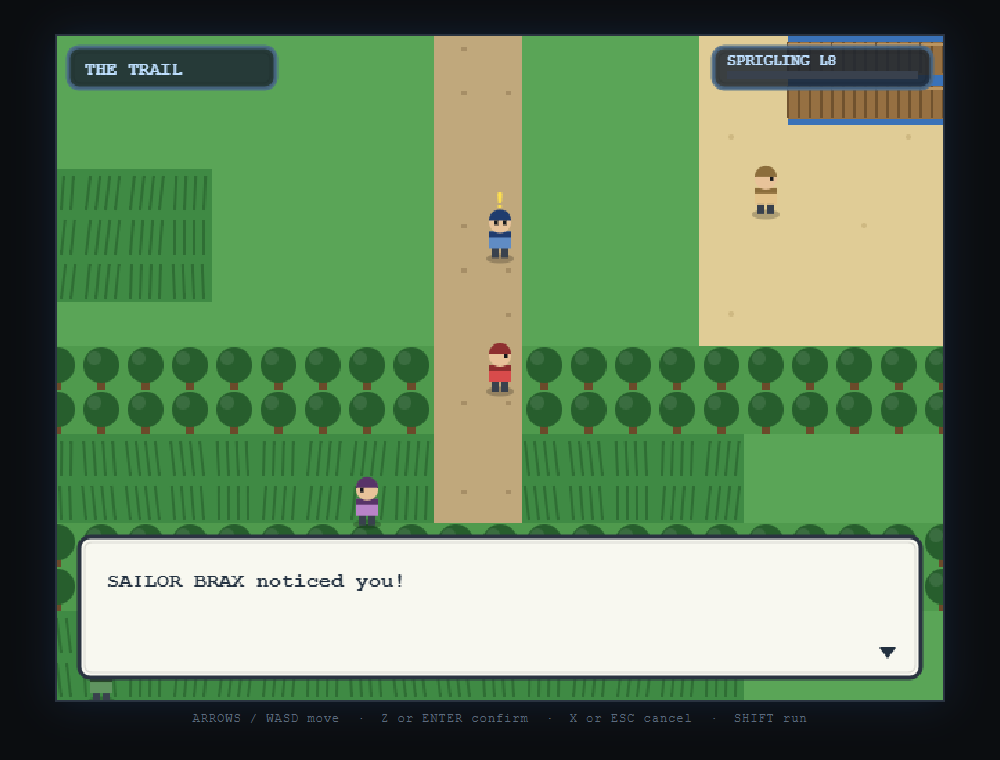 THE TRAIL
SPRIGLING L8
SAILOR BRAX noticed you!
ARROWS / WASD move · Z or ENTER confirm · X or ESC cancel · SHIFT run